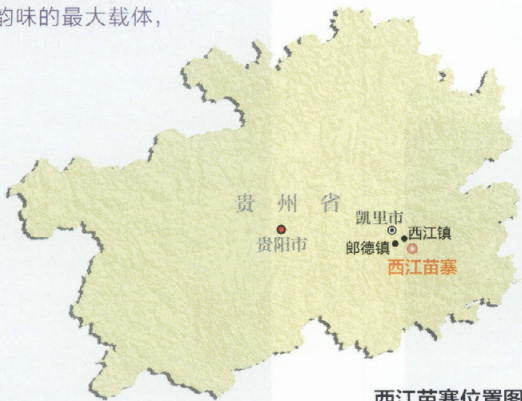 韵味的最大载体，
贵州省
贵阳市
凯里市
西江镇
郎德镇
西江苗寨
西江苗寨位置图